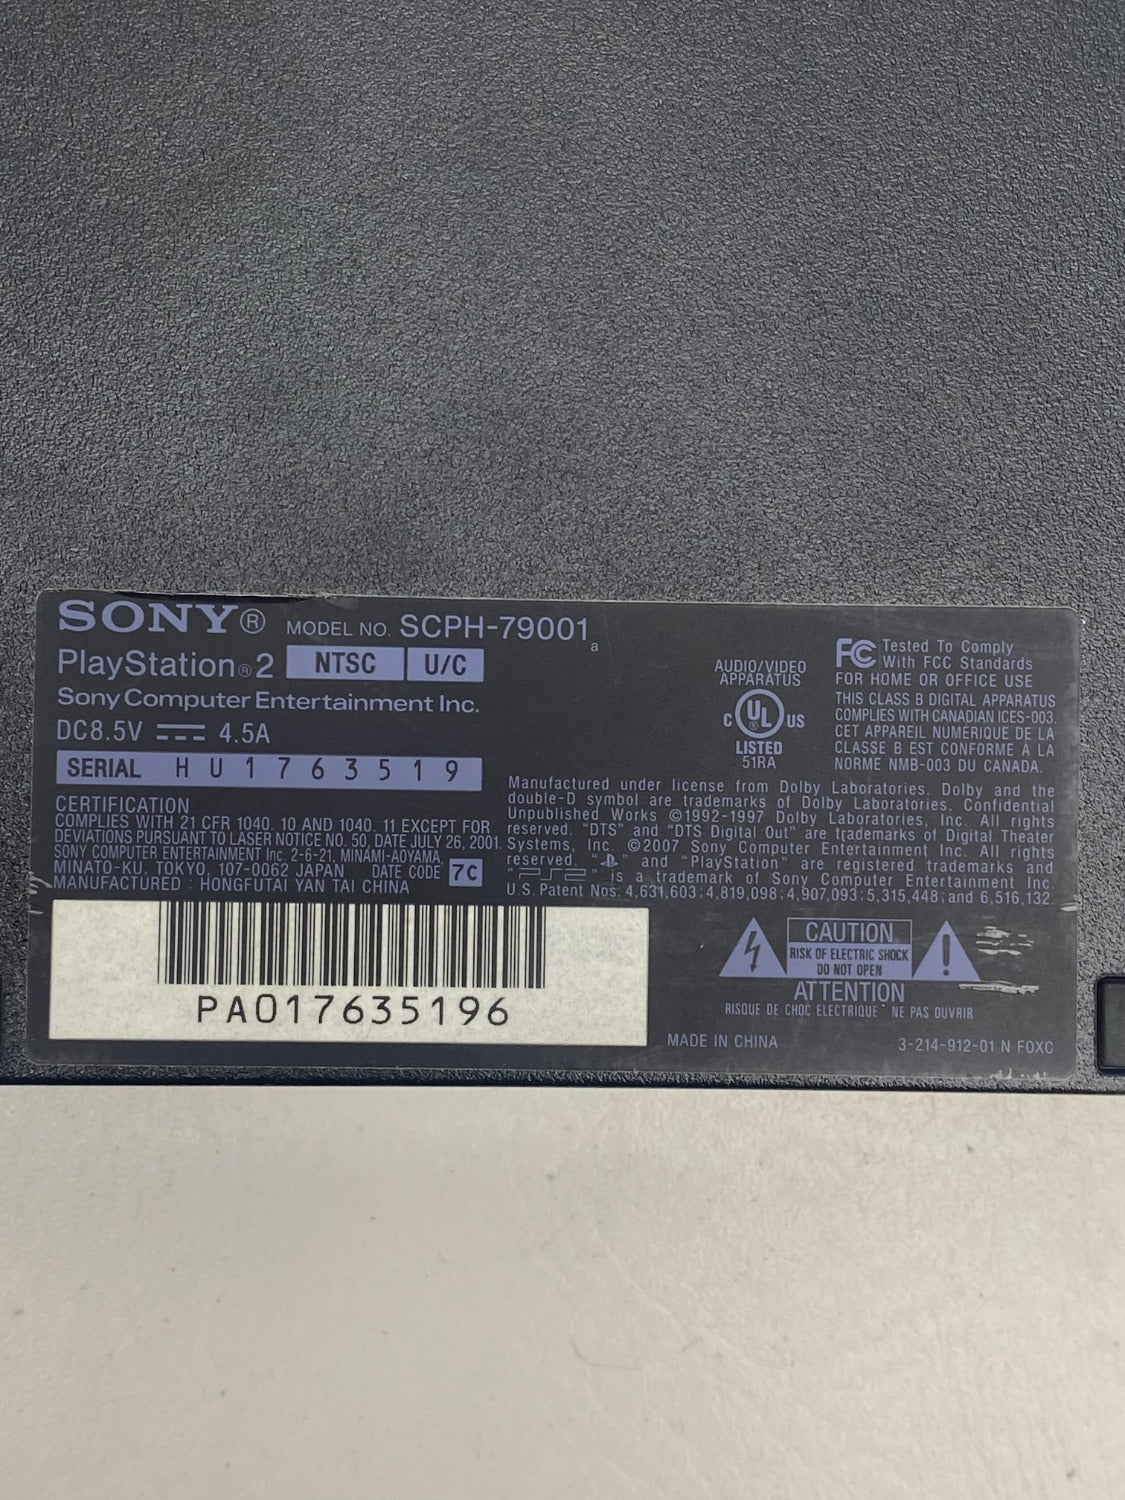 SONY® MODEL NO. SCPH-79001 a
PlayStation®2 NTSC U/C
Sony Computer Entertainment Inc.
DC8.5V 4.5A
SERIAL HU1763519
CERTIFICATION
COMPLIES WITH 21 CFR 1040. 10 AND 1040. 11 EXCEPT FOR
DEVIATIONS PURSUANT TO LASER NOTICE NO. 50, DATE JULY 26, 2001.
SONY COMPUTER ENTERTAINMENT Inc. 2-6-21, MINAMI-AOYAMA,
MINATO-KU, TOKYO, 107-0062 JAPAN DATE CODE 7C
MANUFACTURED : HONGFUTAI YAN TAI CHINA
PA017635196
AUDIO/VIDEO
APPARATUS
C UL US
LISTED
51RA
FC Tested To Comply
With FCC Standards
FOR HOME OR OFFICE USE
THIS CLASS B DIGITAL APPARATUS
COMPLIES WITH CANADIAN ICES-003.
CET APPAREIL NUMERIQUE DE LA
CLASSE B EST CONFORME À LA
NORME NMB-003 DU CANADA.
Manufactured under license from Dolby Laboratories. Dolby and the
double-D symbol are trademarks of Dolby Laboratories. Confidential
Unpublished Works ©1992-1997 Dolby Laboratories, Inc. All rights
reserved. "DTS" and "DTS Digital Out" are trademarks of Digital Theater
Systems, Inc. ©2007 Sony Computer Entertainment Inc. All rights
reserved. " " and "PlayStation" are registered trademarks and
"PS2" is a trademark of Sony Computer Entertainment Inc.
U.S. Patent Nos. 4,631,603 ; 4,819,098 ; 4,907,093 ; 5,315,448 ; and 6,516,132.
CAUTION
RISK OF ELECTRIC SHOCK
DO NOT OPEN
ATTENTION
RISQUE DE CHOC ELECTRIQUE NE PAS OUVRIR
MADE IN CHINA 3-214-912-01 N FOXC